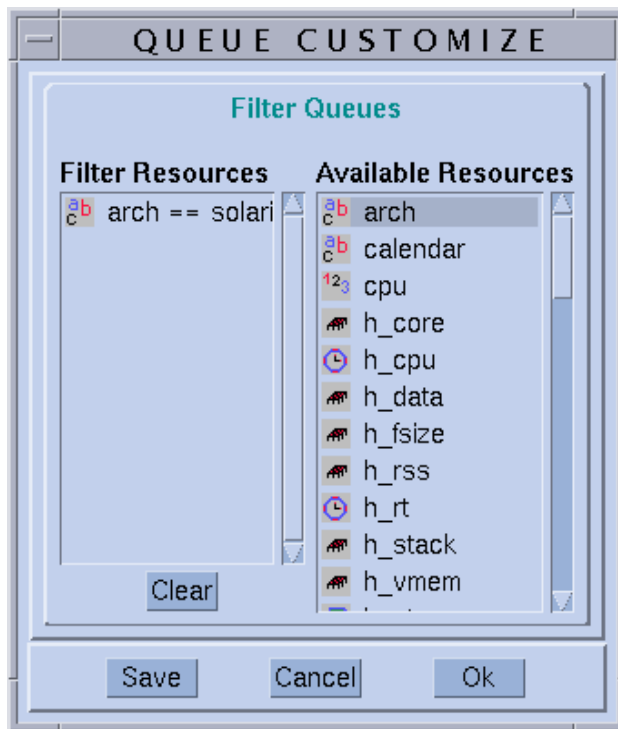 QUEUE CUSTOMIZE
Filter Queues
Filter Resources
arch == solari
Clear
Available Resources
arch
calendar
cpu
h_core
h_cpu
h_data
h_fsize
h_rss
h_rt
h_stack
h_vmem
Save Cancel Ok